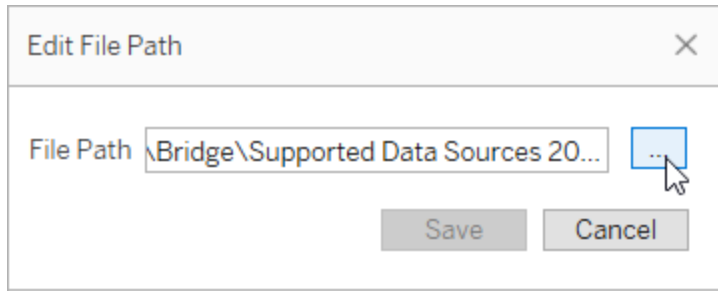 Edit File Path
File Path \Bridge\Supported Data Sources 20... ...
Save Cancel